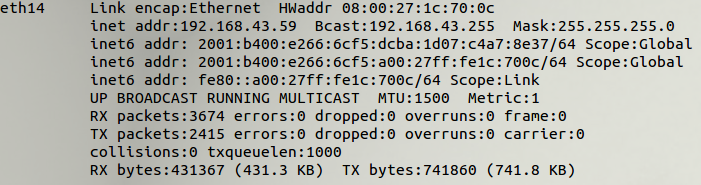 eth14 Link encap:Ethernet HWaddr 08:00:27:1c:70:0c
inet addr:192.168.43.59 Bcast:192.168.43.255 Mask:255.255.255.0
inet6 addr: 2001:b400:e266:6cf5:dcba:1d07:c4a7:8e37/64 Scope:Global
inet6 addr: 2001:b400:e266:6cf5:a00:27ff:fe1c:700c/64 Scope:Global
inet6 addr: fe80::a00:27ff:fe1c:700c/64 Scope:Link
UP BROADCAST RUNNING MULTICAST MTU:1500 Metric:1
RX packets:3674 errors:0 dropped:0 overruns:0 frame:0
TX packets:2415 errors:0 dropped:0 overruns:0 carrier:0
collisions:0 txqueuelen:1000
RX bytes:431367 (431.3 KB) TX bytes:741860 (741.8 KB)